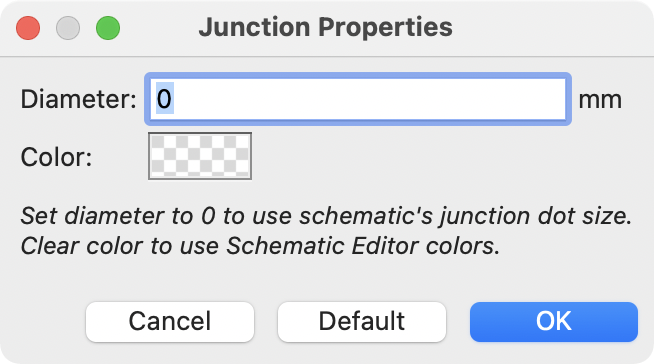 Junction Properties
Diameter: 0 mm
Color:
Set diameter to 0 to use schematic's junction dot size.
Clear color to use Schematic Editor colors.
Cancel Default OK